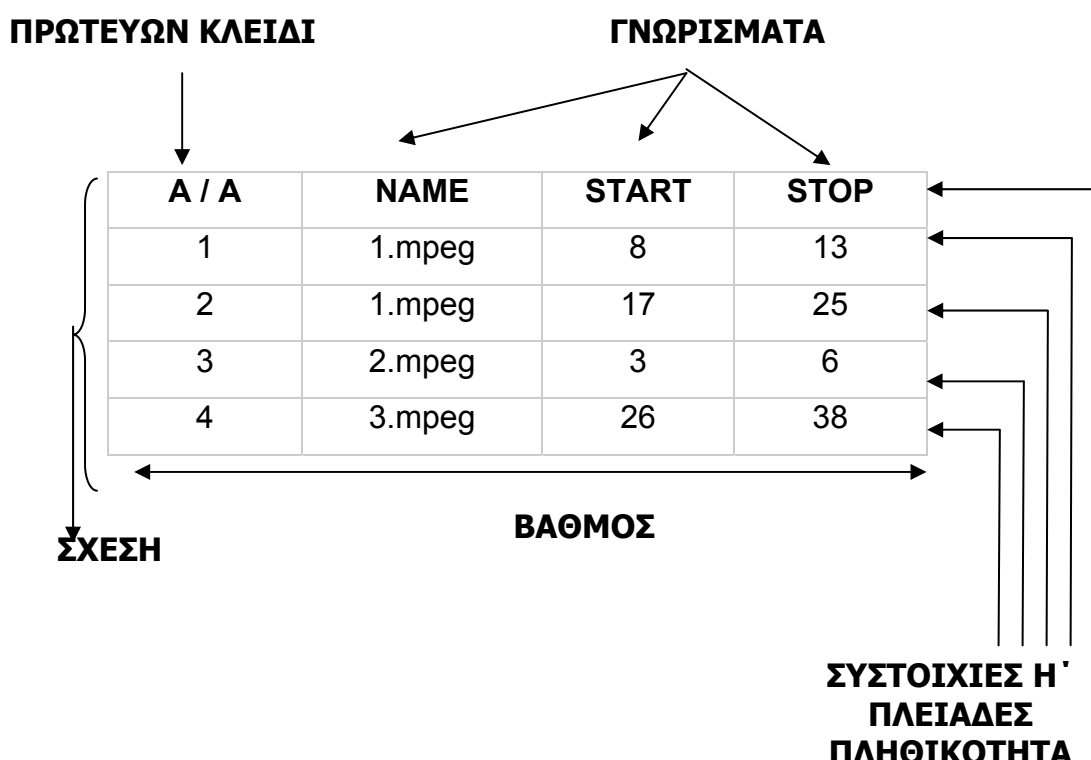 ΠΡΩΤΕΥΩΝ ΚΛΕΙΔΙ ΓΝΩΡΙΣΜΑΤΑ
Α / Α NAME START STOP
1 1.mpeg 8 13
2 1.mpeg 17 25
3 2.mpeg 3 6
4 3.mpeg 26 38
ΒΑΘΜΟΣ
ΣΧΕΣΗ
ΣΥΣΤΟΙΧΙΕΣ Η΄
ΠΛΕΙΑΔΕΣ
ΠΛΗΘΙΚΟΤΗΤΑ